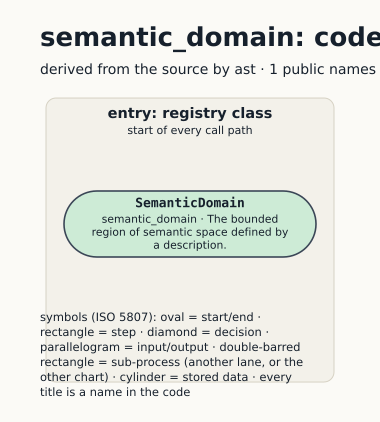 semantic_domain: code
derived from the source by ast · 1 public names
entry: registry class
start of every call path
SemanticDomain
semantic_domain · The bounded
region of semantic space defined by
a description.
symbols (ISO 5807): oval = start/end ·
rectangle = step · diamond = decision ·
parallelogram = input/output · double-barred
rectangle = sub-process (another lane, or the
other chart) · cylinder = stored data · every
title is a name in the code